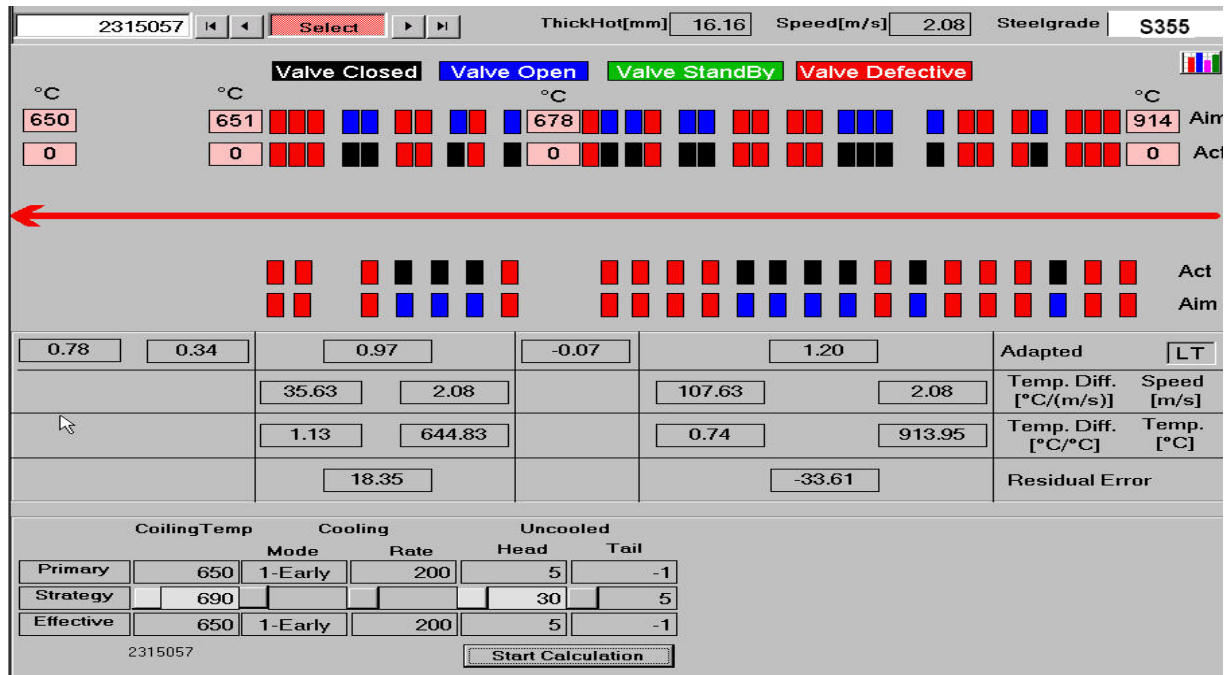 2315057 Select ThickHot[mm] 16.16 Speed[m/s] 2.08 Steelgrade S355
Valve Closed Valve Open Valve StandBy Valve Defective
°C °C °C °C
650 651 678 914 Aim
0 0 0 0 Act
Act
Aim
0.78 0.34 0.97 -0.07 1.20 Adapted LT
35.63 2.08 107.63 2.08 Temp. Diff. Speed
[°C/(m/s)] [m/s]
1.13 644.83 0.74 913.95 Temp. Diff. Temp.
[°C/°C] [°C]
18.35 -33.61 Residual Error
CoilingTemp Cooling Uncooled
Mode Rate Head Tail
Primary 650 1-Early 200 5 -1
Strategy 690 30 5
Effective 650 1-Early 200 5 -1
2315057 Start Calculation